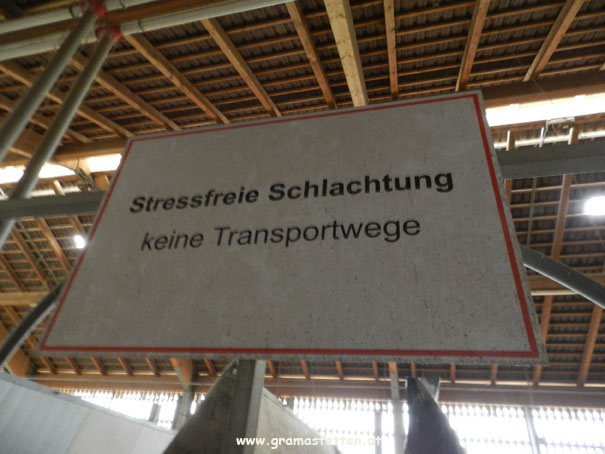 Stressfreie Schlachtung
keine Transportwege
www.gramastetten.at